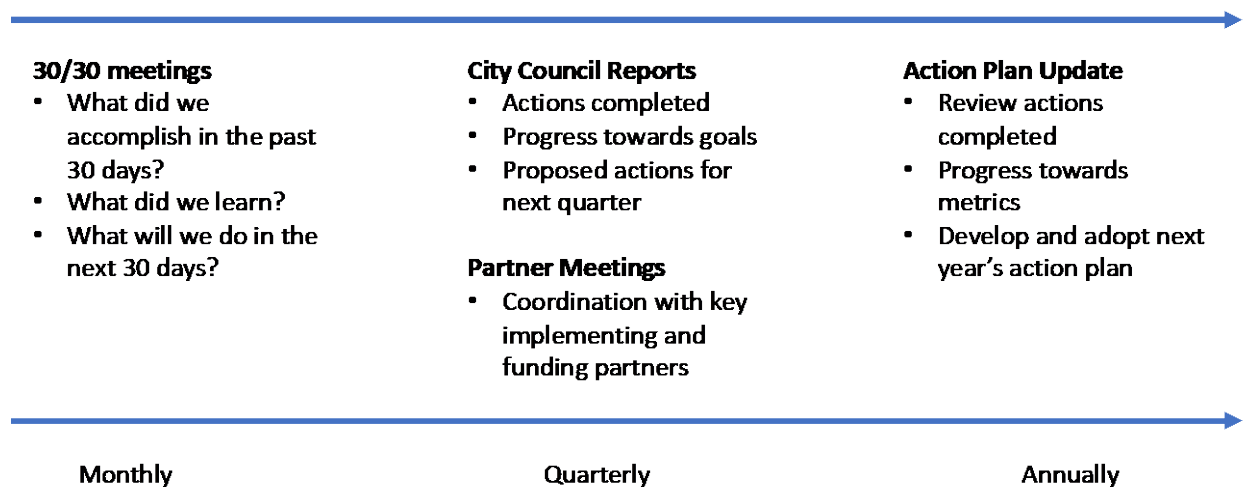 30/30 meetings
• What did we
accomplish in the past
30 days?
• What did we learn?
• What will we do in the
next 30 days?
City Council Reports
• Actions completed
• Progress towards goals
• Proposed actions for
next quarter
Partner Meetings
• Coordination with key
implementing and
funding partners
Action Plan Update
• Review actions
completed
• Progress towards
metrics
• Develop and adopt next
year’s action plan
Monthly
Quarterly
Annually